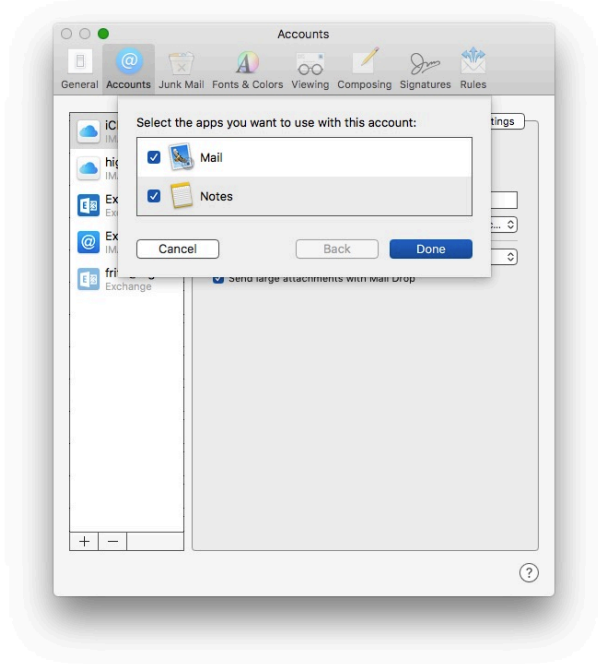 Accounts
General Accounts Junk Mail Fonts & Colors Viewing Composing Signatures Rules
Select the apps you want to use with this account:
Mail
Notes
Cancel Back Done
Exchange
Send large attachments with Mail Drop
+ −
?